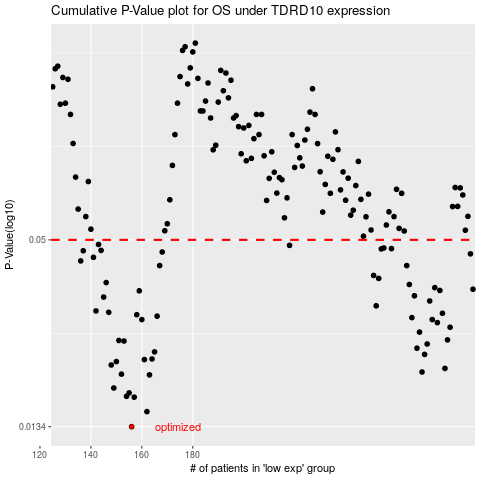 Cumulative P-Value plot for OS under TDRD10 expression
P-Value(log10)
0.05
0.0134
optimized
120 140 160 180
# of patients in 'low exp' group